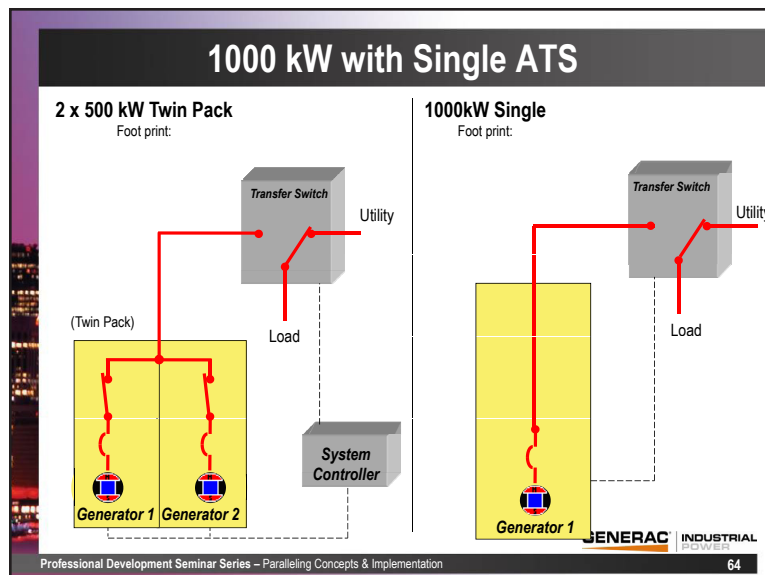 1000 kW with Single ATS
2 x 500 kW Twin Pack
Foot print:
Transfer Switch
Utility
Load
(Twin Pack)
System
Controller
Generator 1
Generator 2
1000kW Single
Foot print:
Transfer Switch
Utility
Load
Generator 1
GENERAC INDUSTRIAL
POWER
Professional Development Seminar Series – Paralleling Concepts & Implementation
64